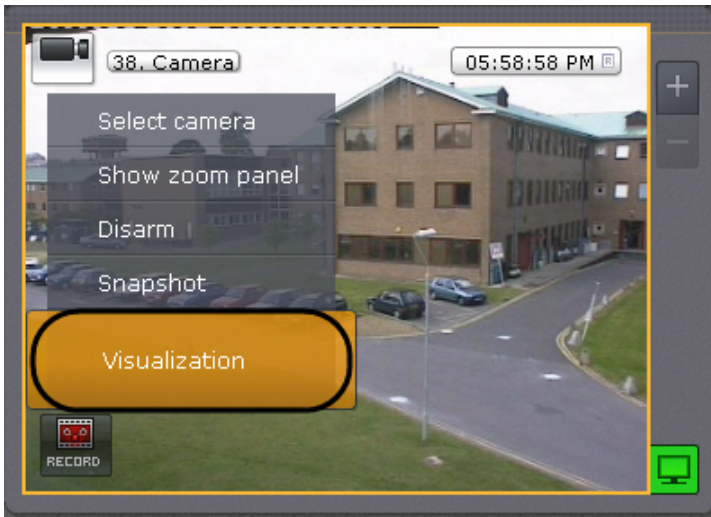 38. Camera
05:58:58 PM R
Select camera
Show zoom panel
Disarm
Snapshot
Visualization
RECORD